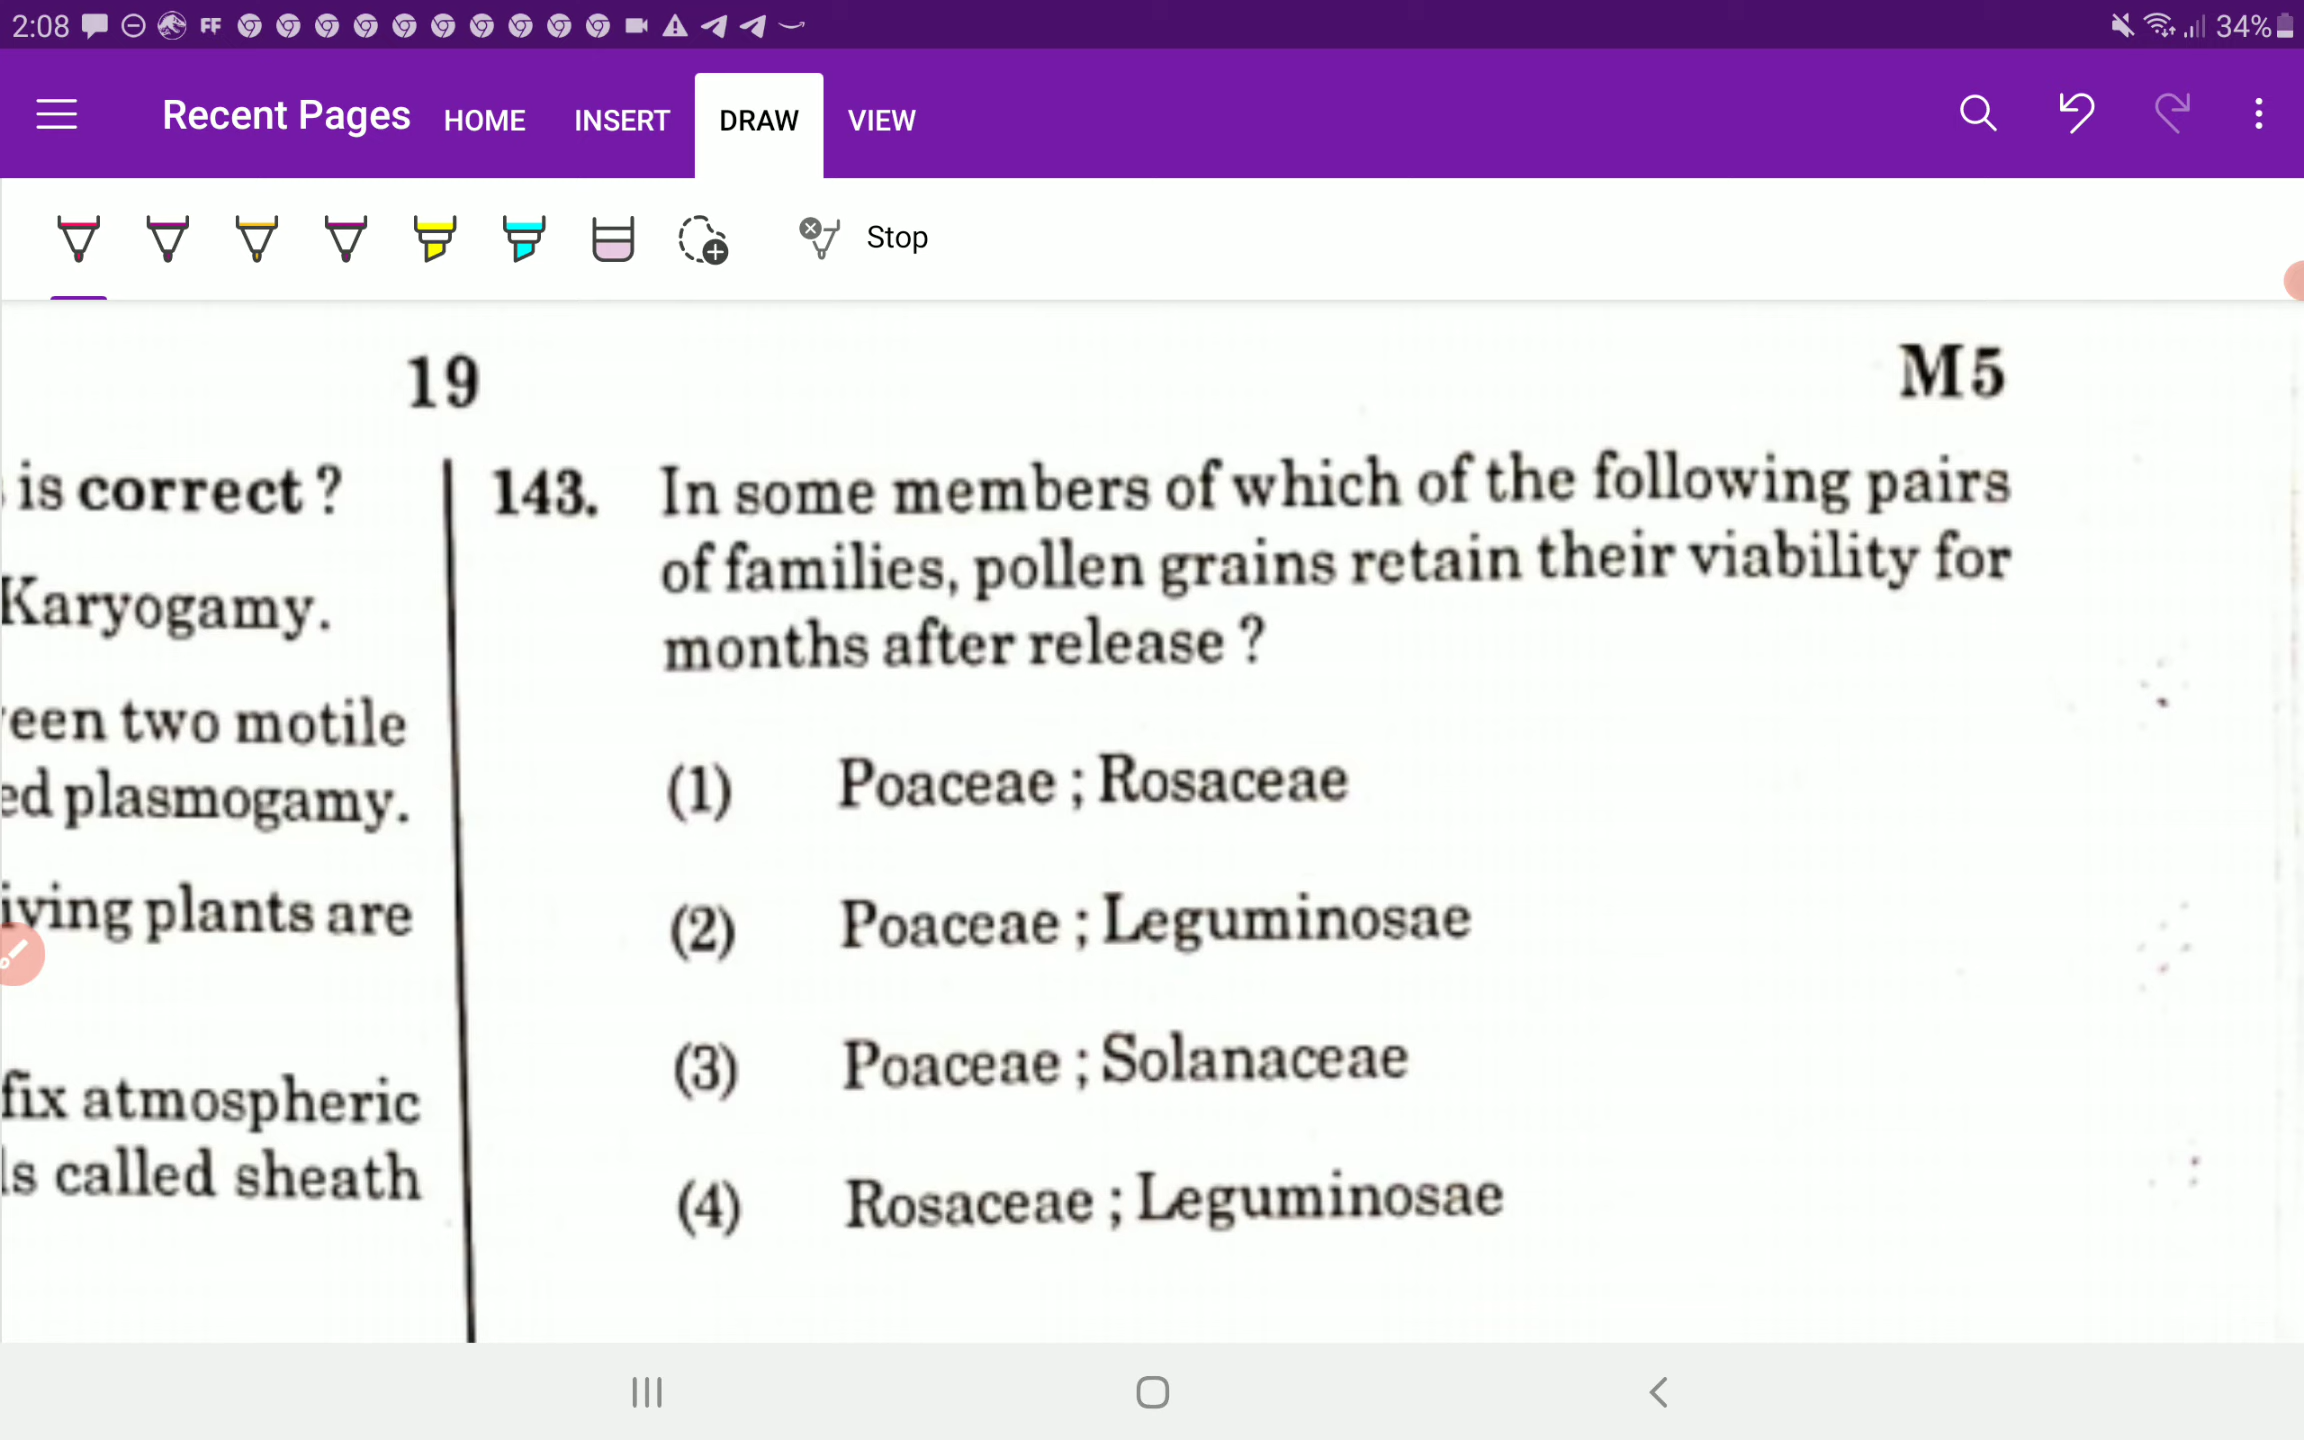 2:08 FF 34%
Recent Pages HOME INSERT DRAW VIEW
Stop
19 M5
is correct ?
Karyogamy.
een two motile
ed plasmogamy.
iving plants are
fix atmospheric
ls called sheath
143. In some members of which of the following pairs
of families, pollen grains retain their viability for
months after release ?
(1) Poaceae ; Rosaceae
(2) Poaceae ; Leguminosae
(3) Poaceae ; Solanaceae
(4) Rosaceae ; Leguminosae